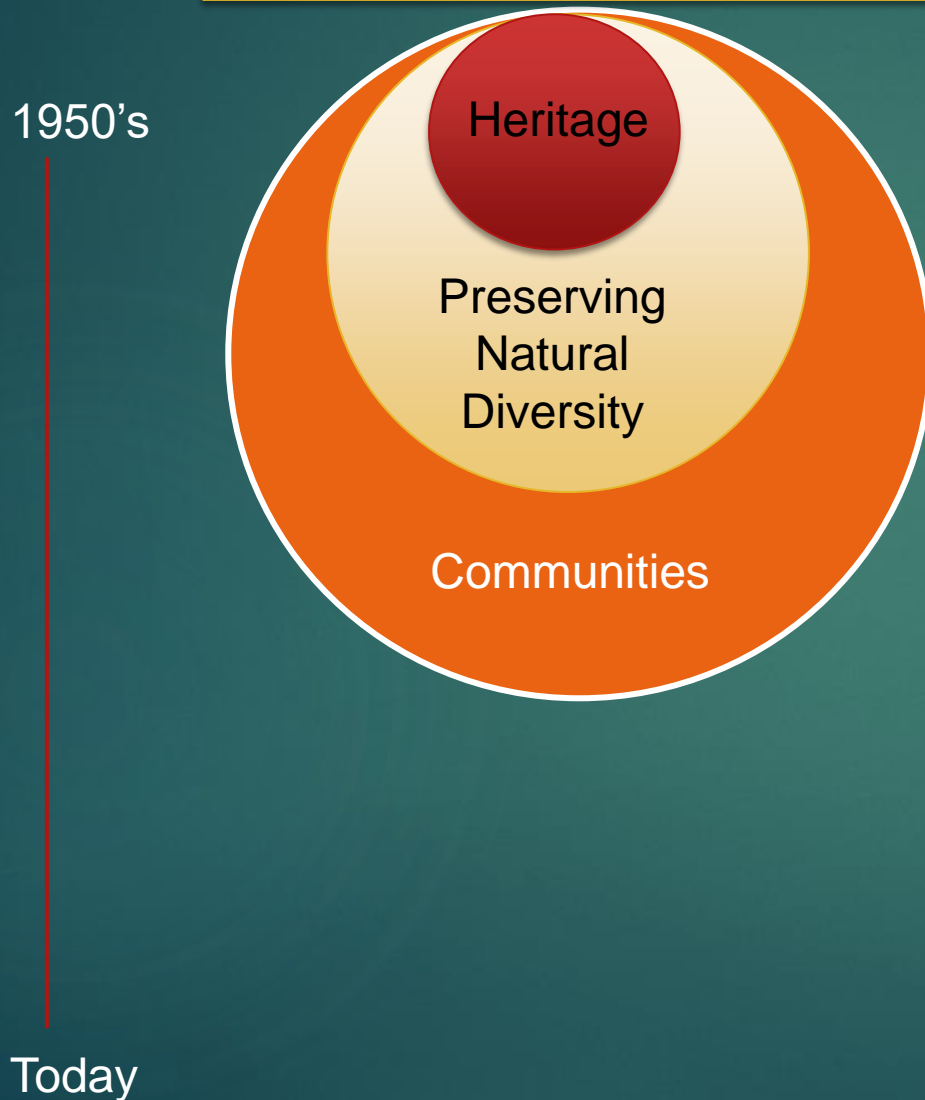 1950’s
Heritage
Preserving
Natural
Diversity
Communities
Today